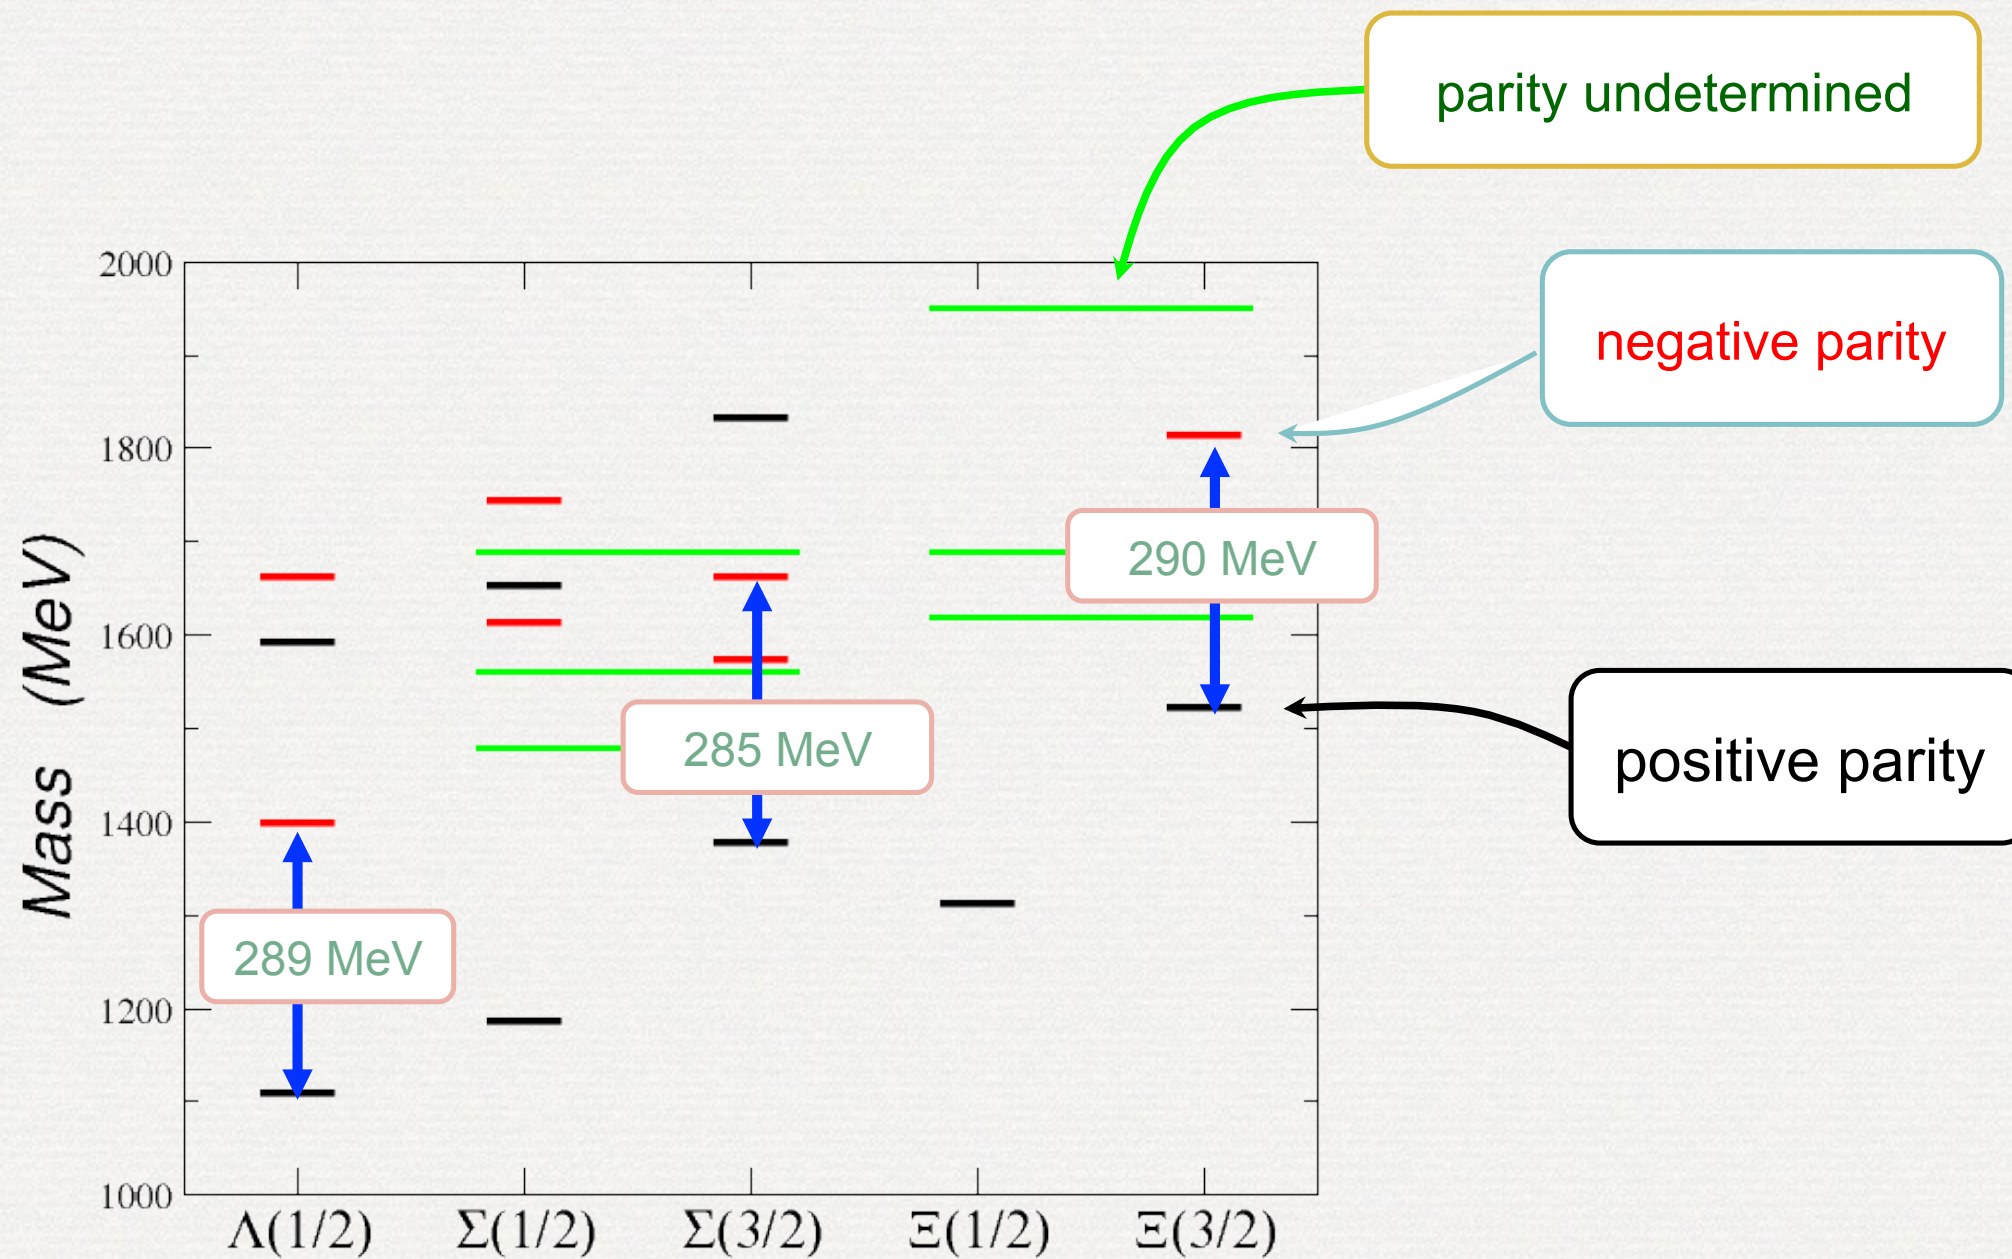 parity undetermined
negative parity
positive parity
Mass (MeV)
2000
1800
1600
1400
1200
1000
290 MeV
285 MeV
289 MeV
Λ(1/2)
Σ(1/2)
Σ(3/2)
Ξ(1/2)
Ξ(3/2)